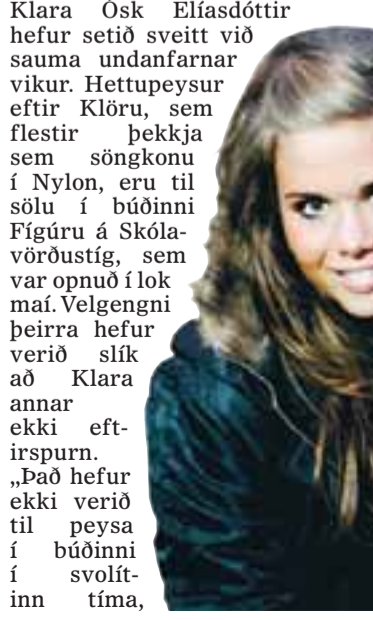 Klara Ósk Elíasdóttir
hefur setið sveitt við
sauma undanfarnar
vikur. Hettupeysur
eftir Klöru, sem
flestir þekkja
sem söngkonu
í Nylon, eru til
sölu í búðinni
Fígúru á Skóla-
vörðustíg, sem
var opnuð í lok
maí. Velgengni
þeirra hefur
verið slík
að Klara
annar
ekki eft-
irspurn.
„Það hefur
ekki verið
til peysa
í búðinni
í svolít-
inn tíma,